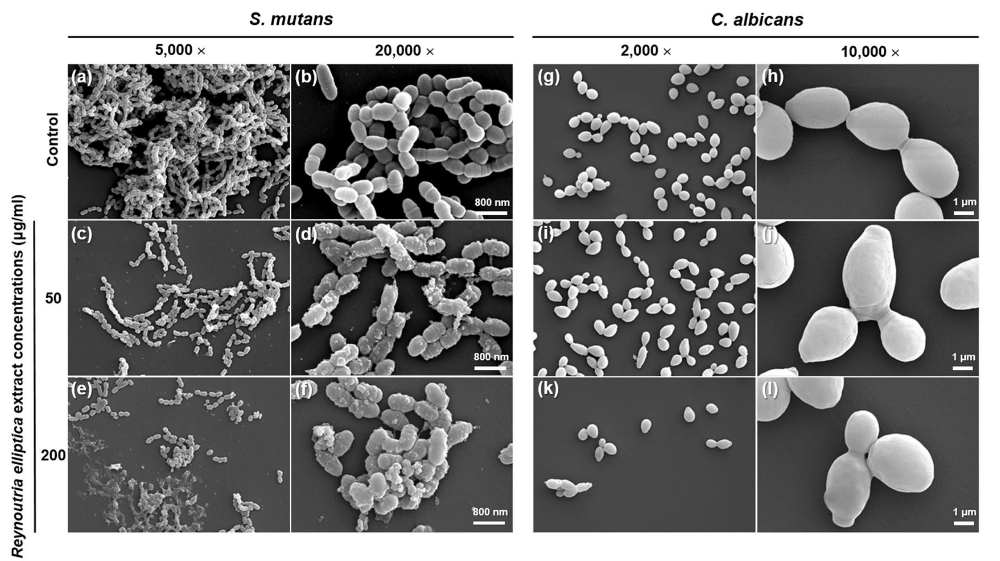 S. mutans
C. albicans
5,000 ×
20,000 ×
2,000 ×
10,000 ×
Control
(a)
(b)
800 nm
(g)
(h)
1 µm
Reynoutria elliptica extract concentrations (µg/ml)
50
(c)
(d)
800 nm
(i)
(j)
1 µm
200
(e)
(f)
800 nm
(k)
(l)
1 µm